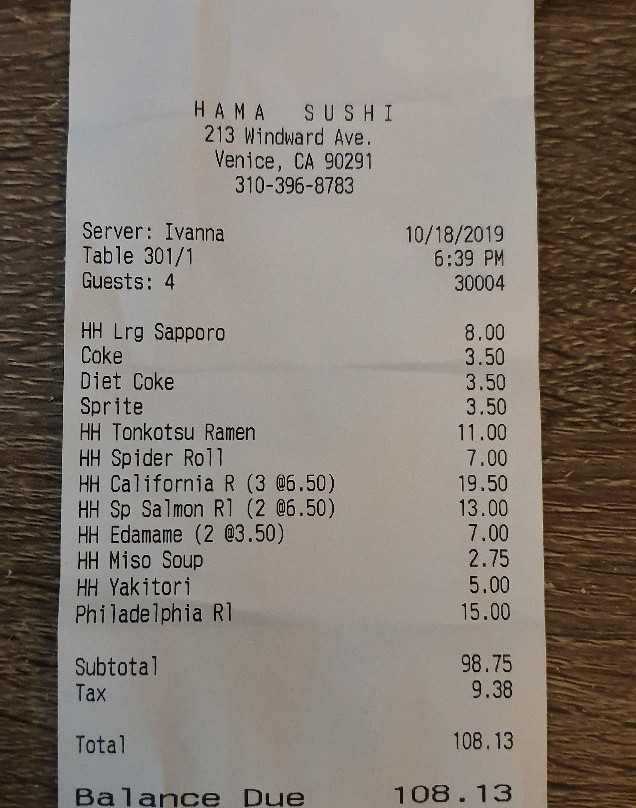 HAMA SUSHI
213 Windward Ave.
Venice, CA 90291
310-396-8783
Server: Ivanna 10/18/2019
Table 301/1 6:39 PM
Guests: 4 30004
HH Lrg Sapporo 8.00
Coke 3.50
Diet Coke 3.50
Sprite 3.50
HH Tonkotsu Ramen 11.00
HH Spider Roll 7.00
HH California R (3 @6.50) 19.50
HH Sp Salmon Rl (2 @6.50) 13.00
HH Edamame (2 @3.50) 7.00
HH Miso Soup 2.75
HH Yakitori 5.00
Philadelphia Rl 15.00
Subtotal 98.75
Tax 9.38
Total 108.13
Balance Due 108.13